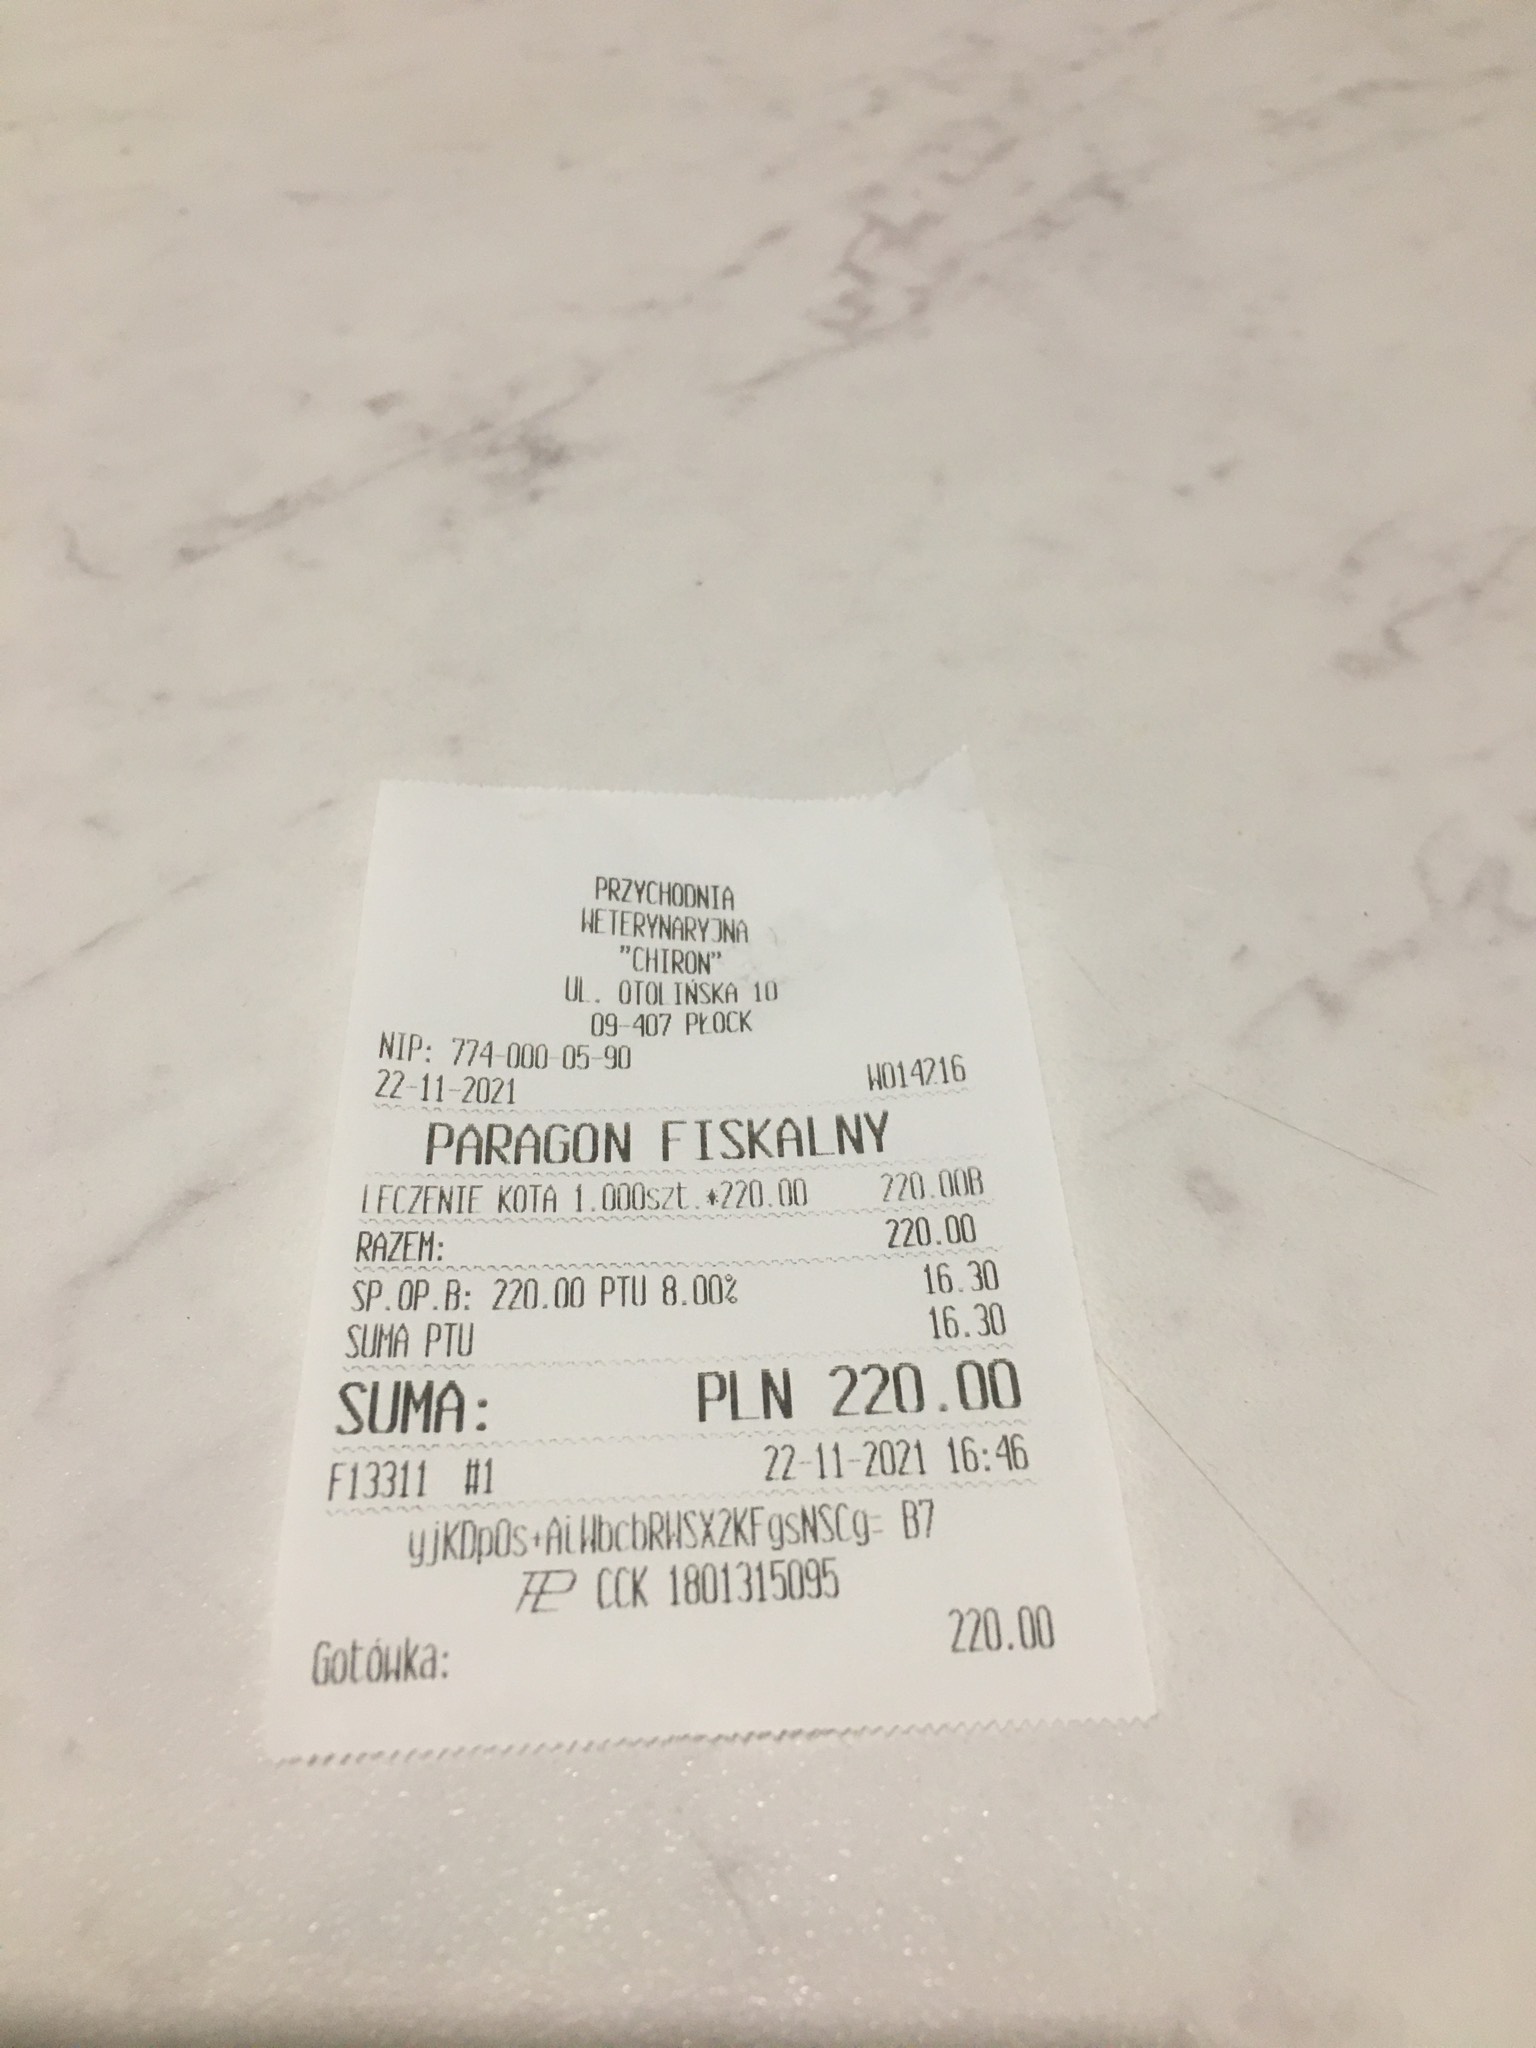 PRZYCHODNIA
WETERYNARYJNA
"CHIRON"
UL. OTOLIŃSKA 10
09-407 PŁOCK
NIP: 774-000-05-90
22-11-2021 W014216
PARAGON FISKALNY
LECZENIE KOTA 1.000szt.*220.00 220.00B
RAZEM: 220.00
SP.OP.B: 220.00 PTU 8.00% 16.30
SUMA PTU 16.30
SUMA: PLN 220.00
F13311 #1 22-11-2021 16:46
yjKDpOs+AiWbcbRWSX2KFgsNSCg= B7
CCK 1801315095
Gotówka: 220.00